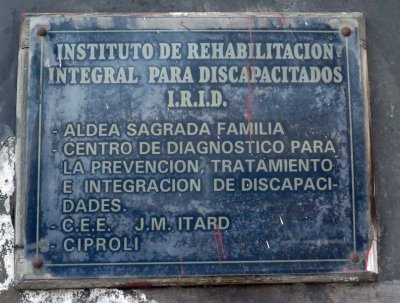 INSTITUTO DE REHABILITACION
INTEGRAL PARA DISCAPACITADOS
I.R.I.D.
- ALDEA SAGRADA FAMILIA
- CENTRO DE DIAGNOSTICO PARA
LA PREVENCION, TRATAMIENTO
E INTEGRACION DE DISCAPACI-
DADES.
- C.E.E. J.M. ITARD
- CIPROLI